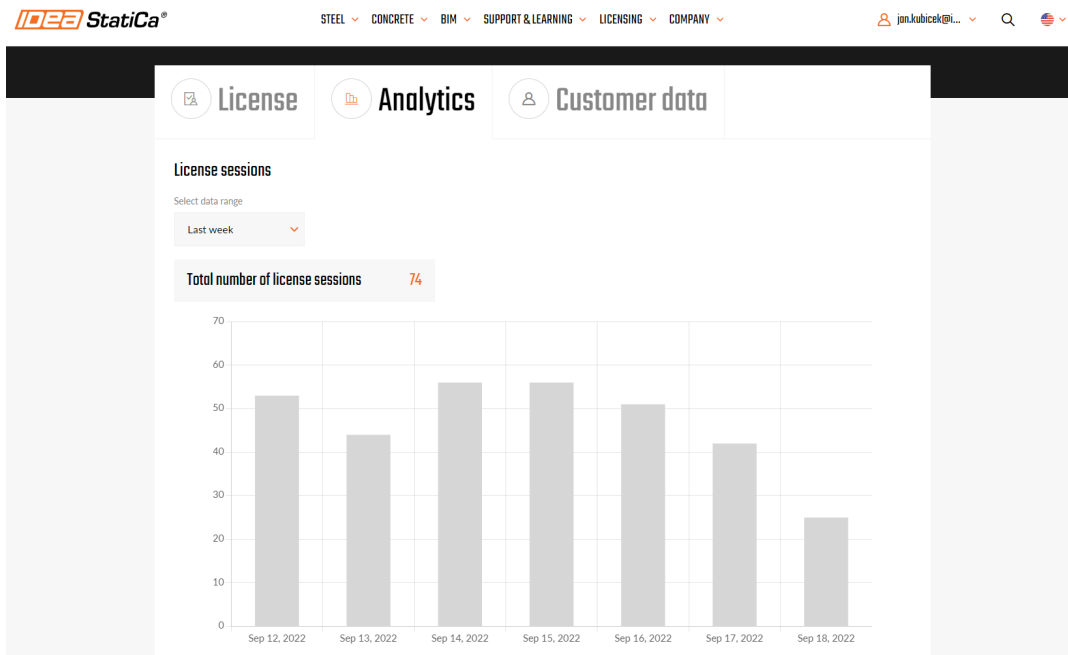 IDEA StatiCa®
STEEL CONCRETE BIM SUPPORT & LEARNING LICENSING COMPANY
jan.kubicek@i...
License Analytics Customer data
License sessions
Select data range
Last week
Total number of license sessions 74
70
60
50
40
30
20
10
0
Sep 12, 2022 Sep 13, 2022 Sep 14, 2022 Sep 15, 2022 Sep 16, 2022 Sep 17, 2022 Sep 18, 2022